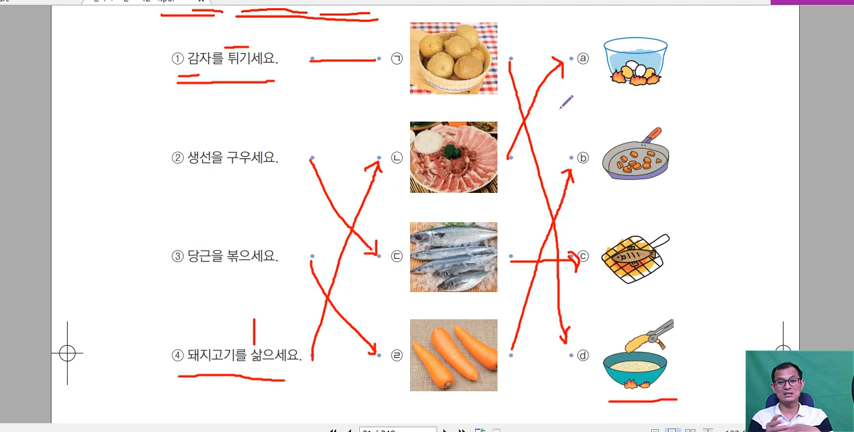 ① 감자를 튀기세요. ㉠ ⓐ
② 생선을 구우세요. ㉡ ⓑ
③ 당근을 볶으세요. ㉢ ⓒ
④ 돼지고기를 삶으세요. ㉣ ⓓ